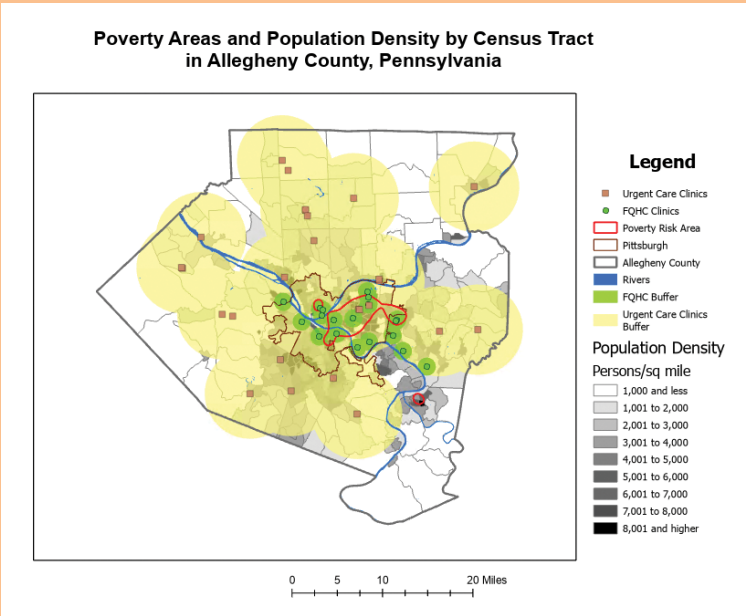 Poverty Areas and Population Density by Census Tract
in Allegheny County, Pennsylvania
Legend
Urgent Care Clinics
FQHC Clinics
Poverty Risk Area
Pittsburgh
Allegheny County
Rivers
FQHC Buffer
Urgent Care Clinics
Buffer
Population Density
Persons/sq mile
1,000 and less
1,001 to 2,000
2,001 to 3,000
3,001 to 4,000
4,001 to 5,000
5,001 to 6,000
6,001 to 7,000
7,001 to 8,000
8,001 and higher
0 5 10 20 Miles